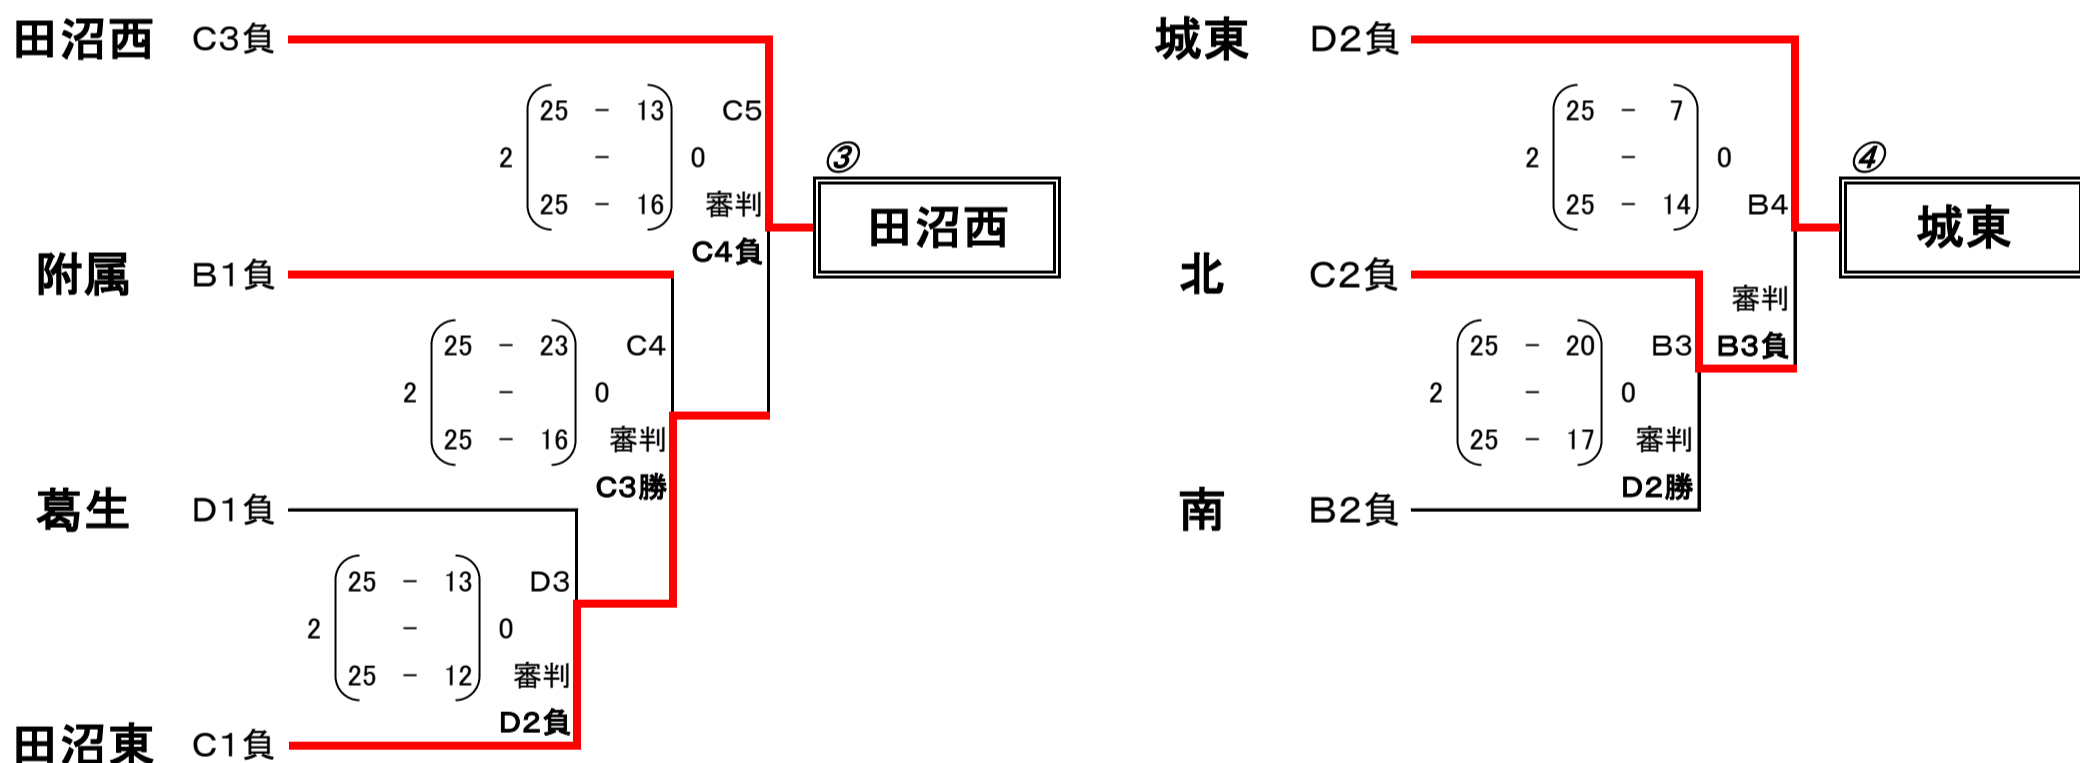 田沼西 C3負
25 - 13 C5
2 - 0
25 - 16 審判
C4負
③
田沼西
附属 B1負
25 - 23 C4
2 - 0
25 - 16 審判
C3勝
葛生 D1負
25 - 13 D3
2 - 0
25 - 12 審判
D2負
田沼東 C1負
城東 D2負
25 - 7
2 - 0
25 - 14 B4
④
城東
北 C2負
審判
B3負
25 - 20 B3
2 - 0
25 - 17 審判
D2勝
南 B2負